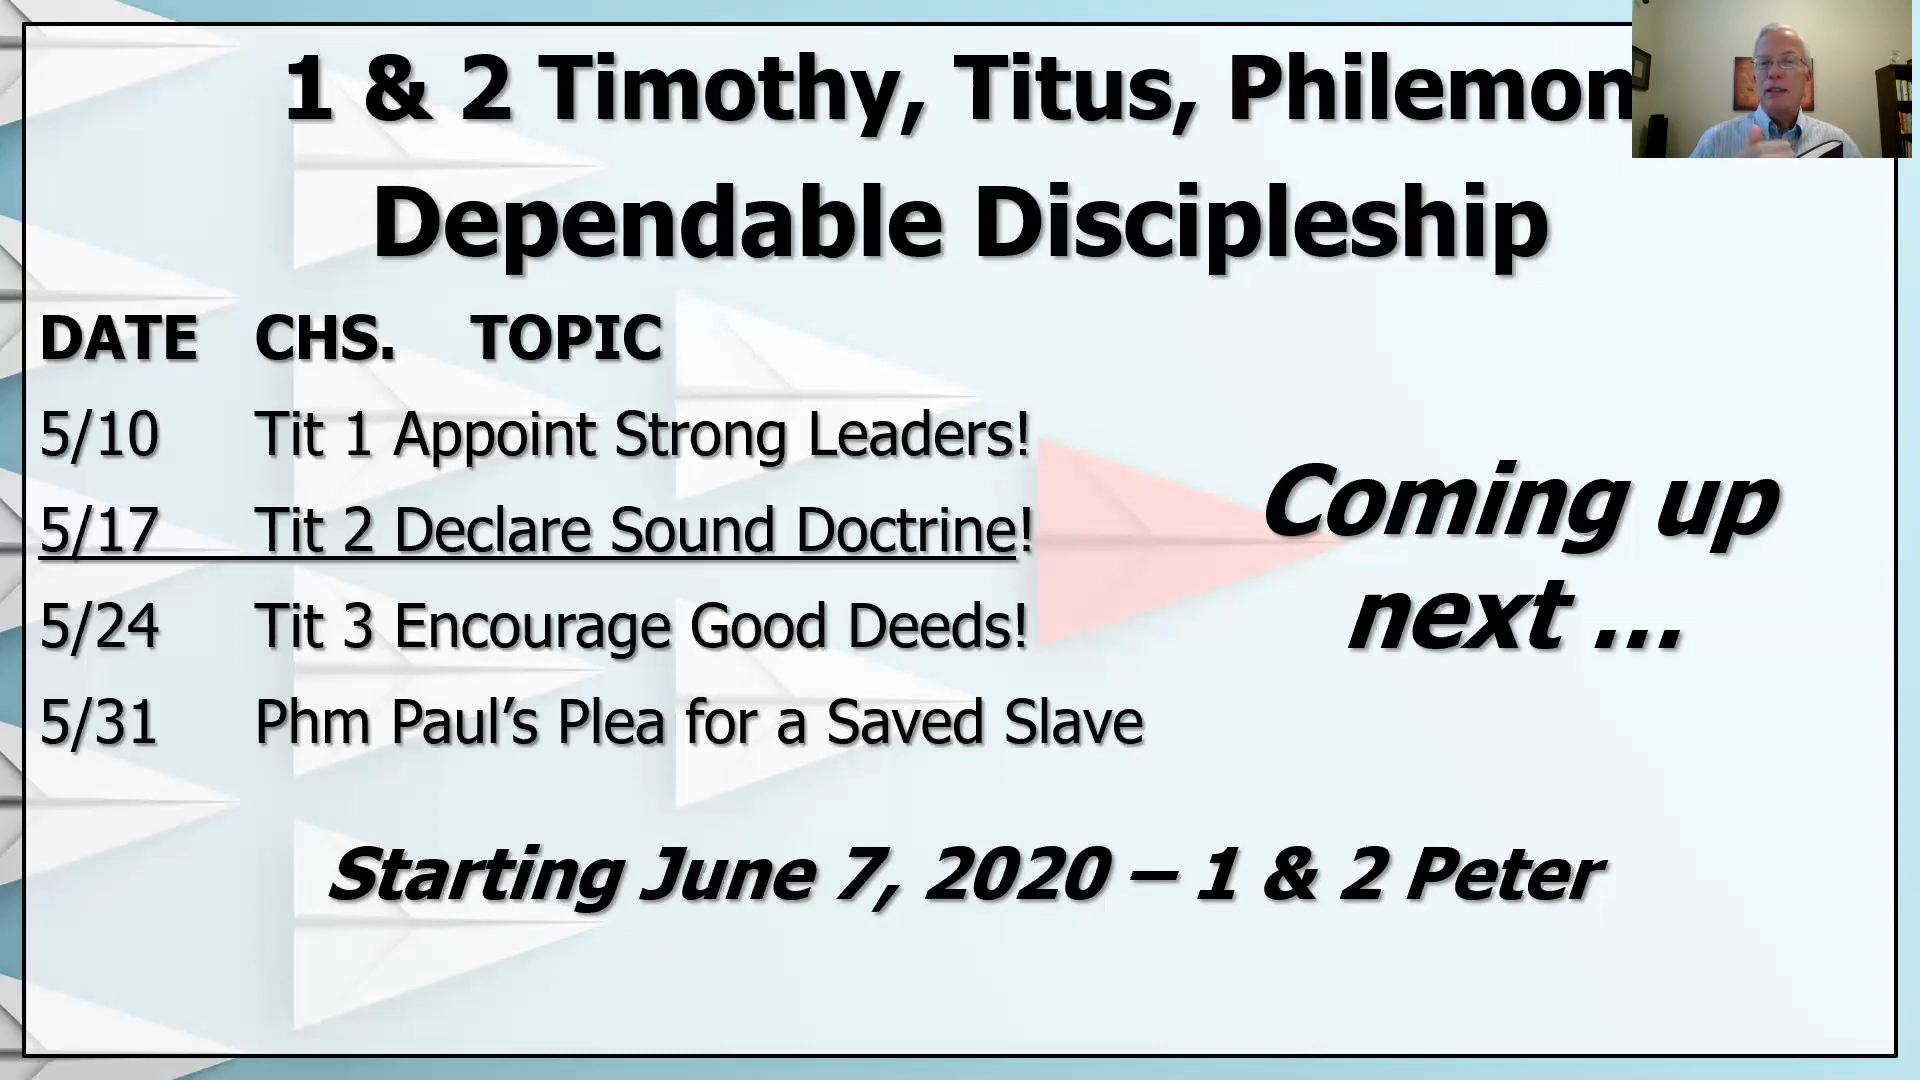 1 & 2 Timothy, Titus, Philemon
Dependable Discipleship
DATE CHS. TOPIC
5/10 Tit 1 Appoint Strong Leaders!
5/17 Tit 2 Declare Sound Doctrine!
5/24 Tit 3 Encourage Good Deeds!
5/31 Phm Paul’s Plea for a Saved Slave
Coming up
next …
Starting June 7, 2020 – 1 & 2 Peter